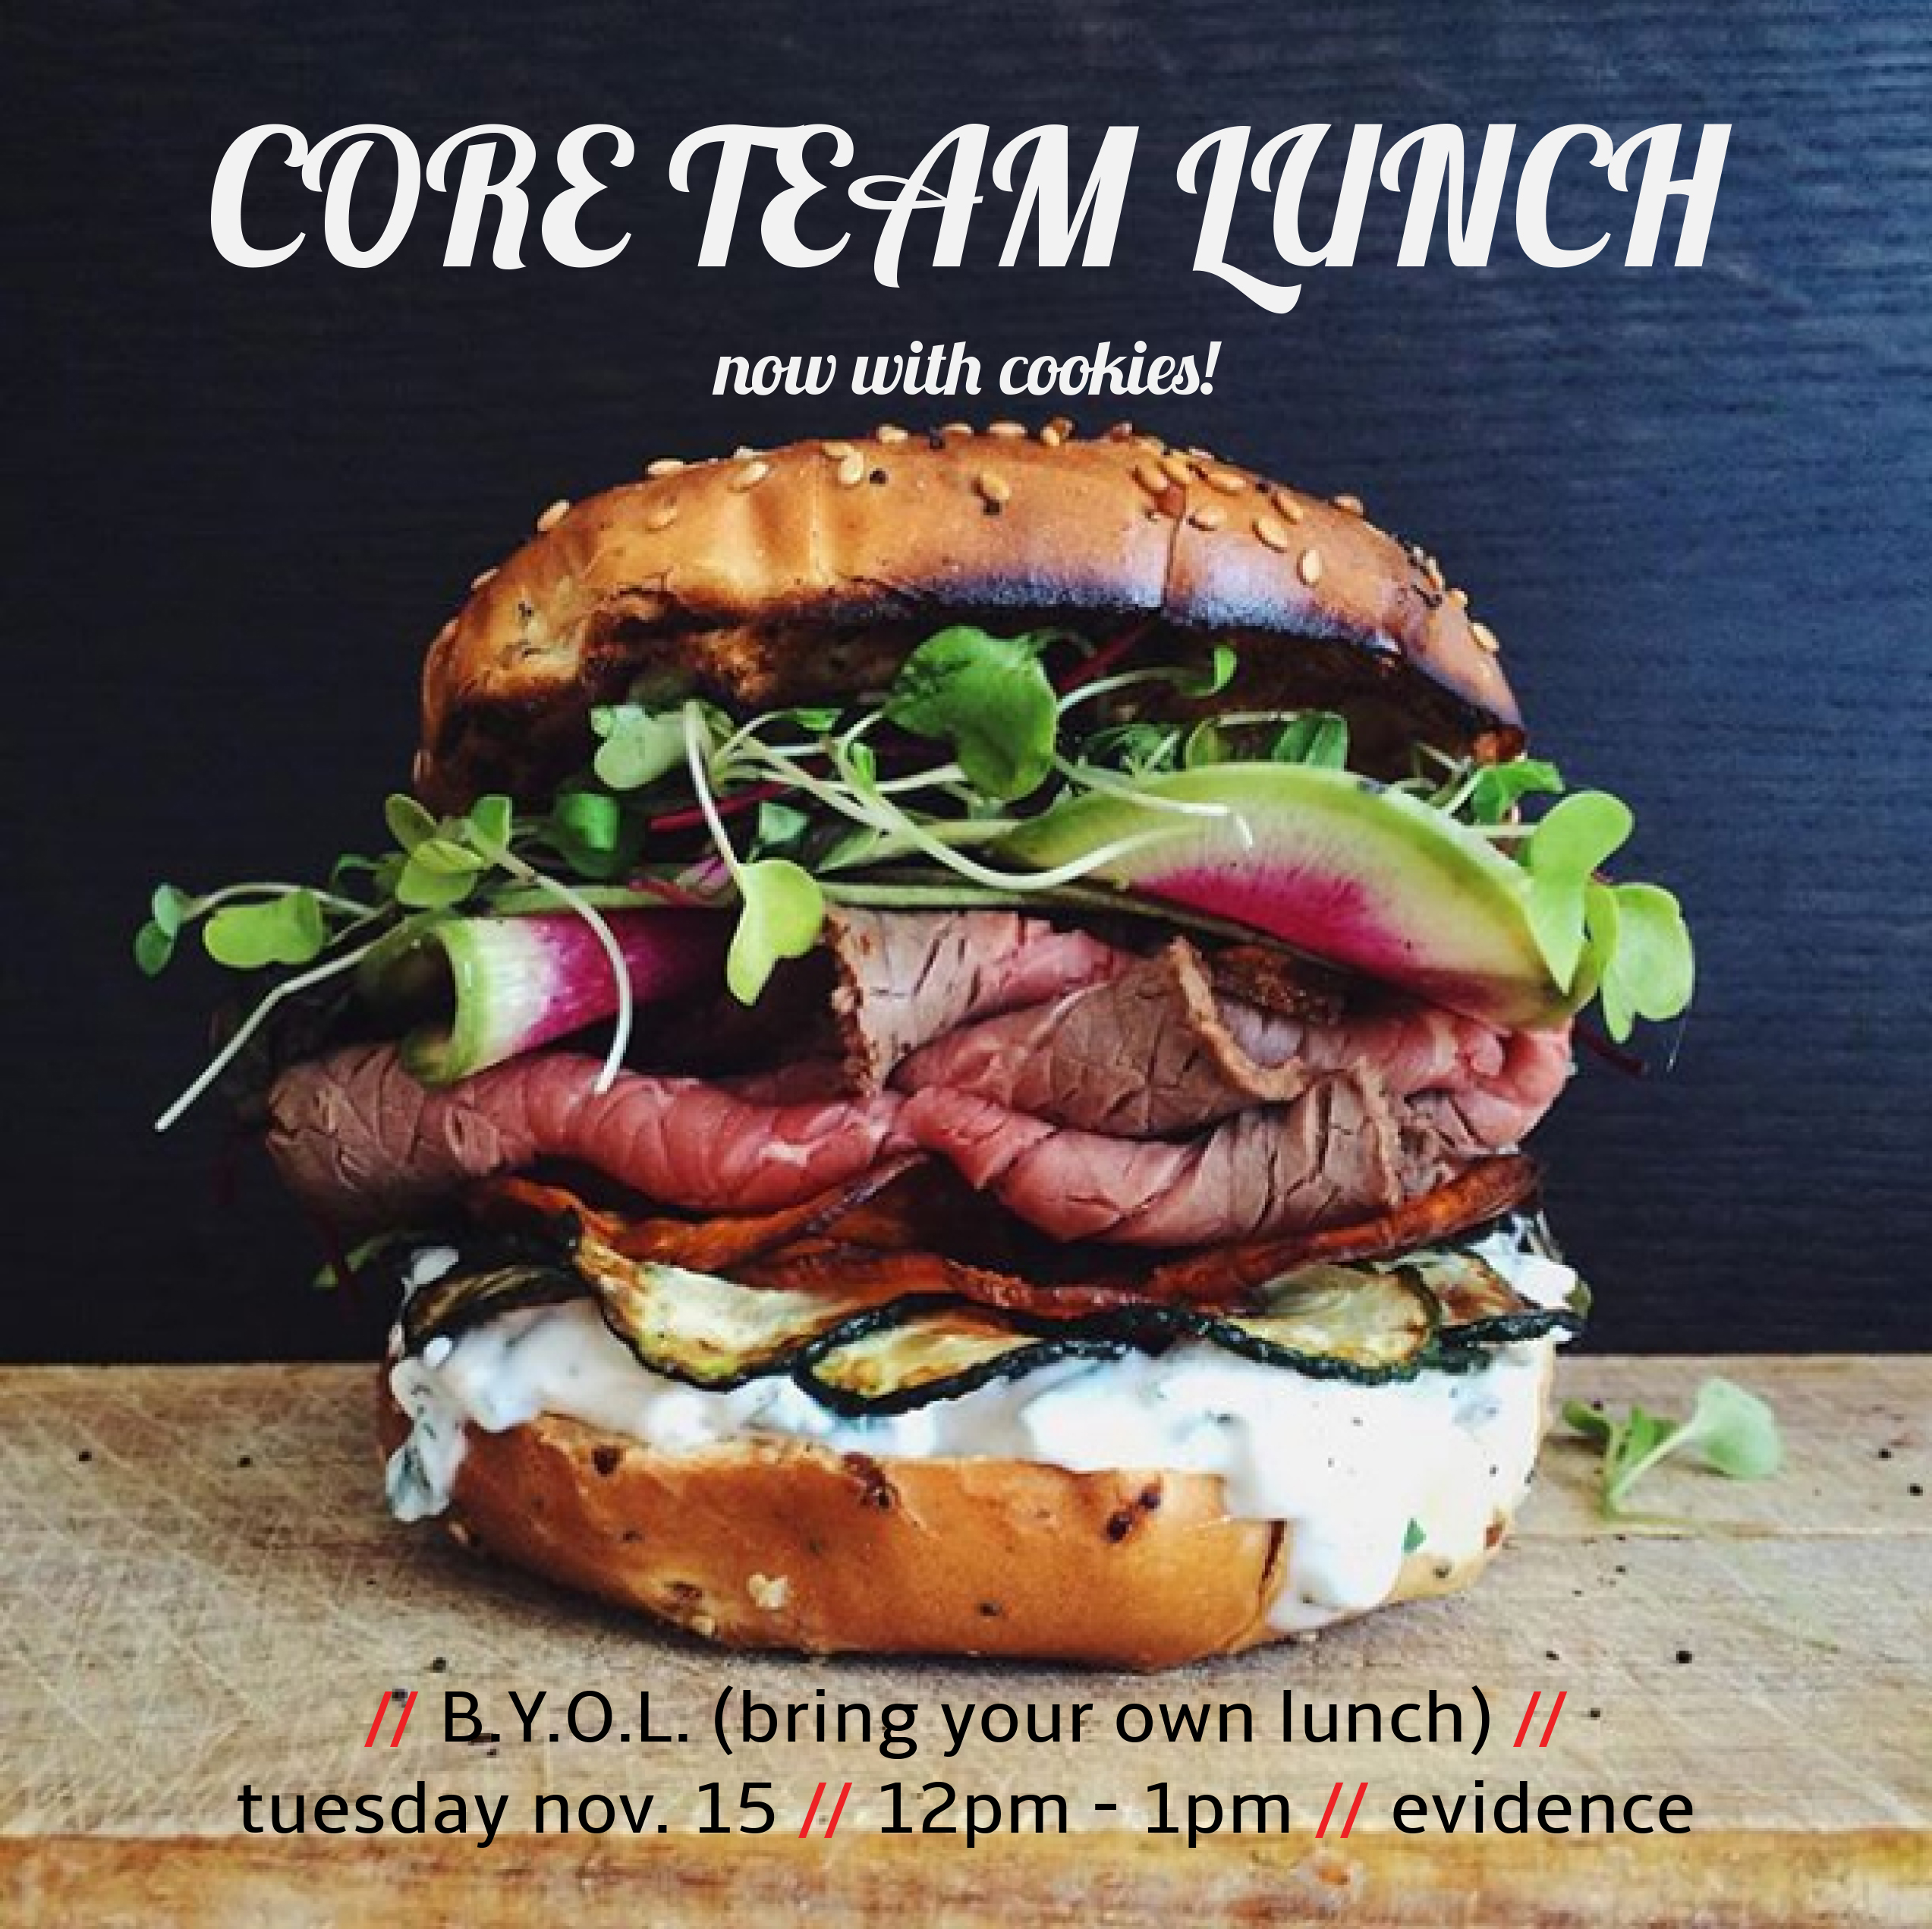 CORE TEAM LUNCH
now with cookies!
// B.Y.O.L. (bring your own lunch) //
tuesday nov. 15 // 12pm - 1pm // evidence